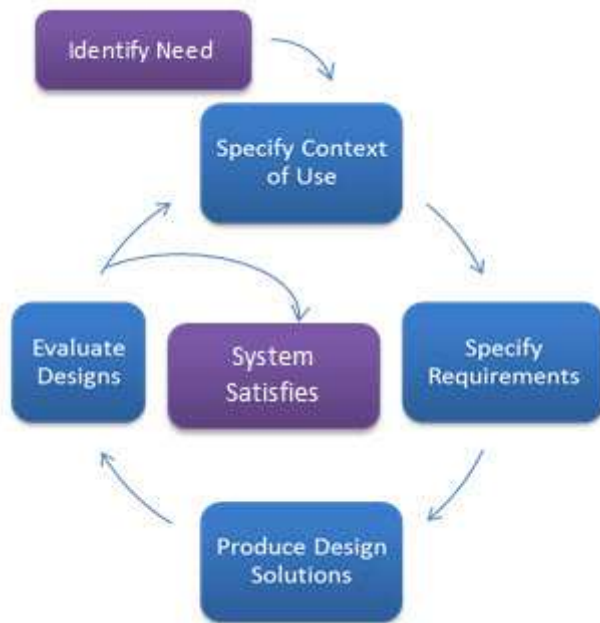 Identify Need
Specify Context
of Use
Evaluate
Designs
System
Satisfies
Specify
Requirements
Produce Design
Solutions